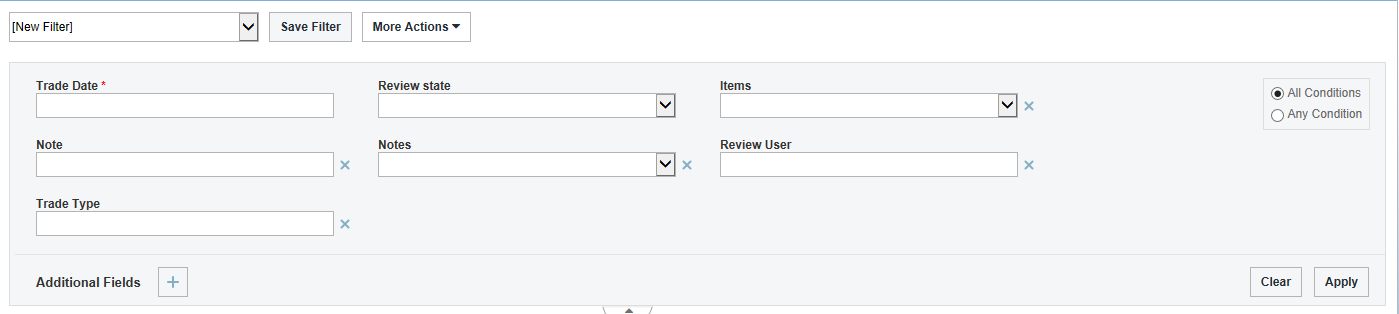 [New Filter] Save Filter More Actions
Trade Date * Review state Items
All Conditions
Any Condition
Note Notes Review User
Trade Type
Additional Fields + Clear Apply